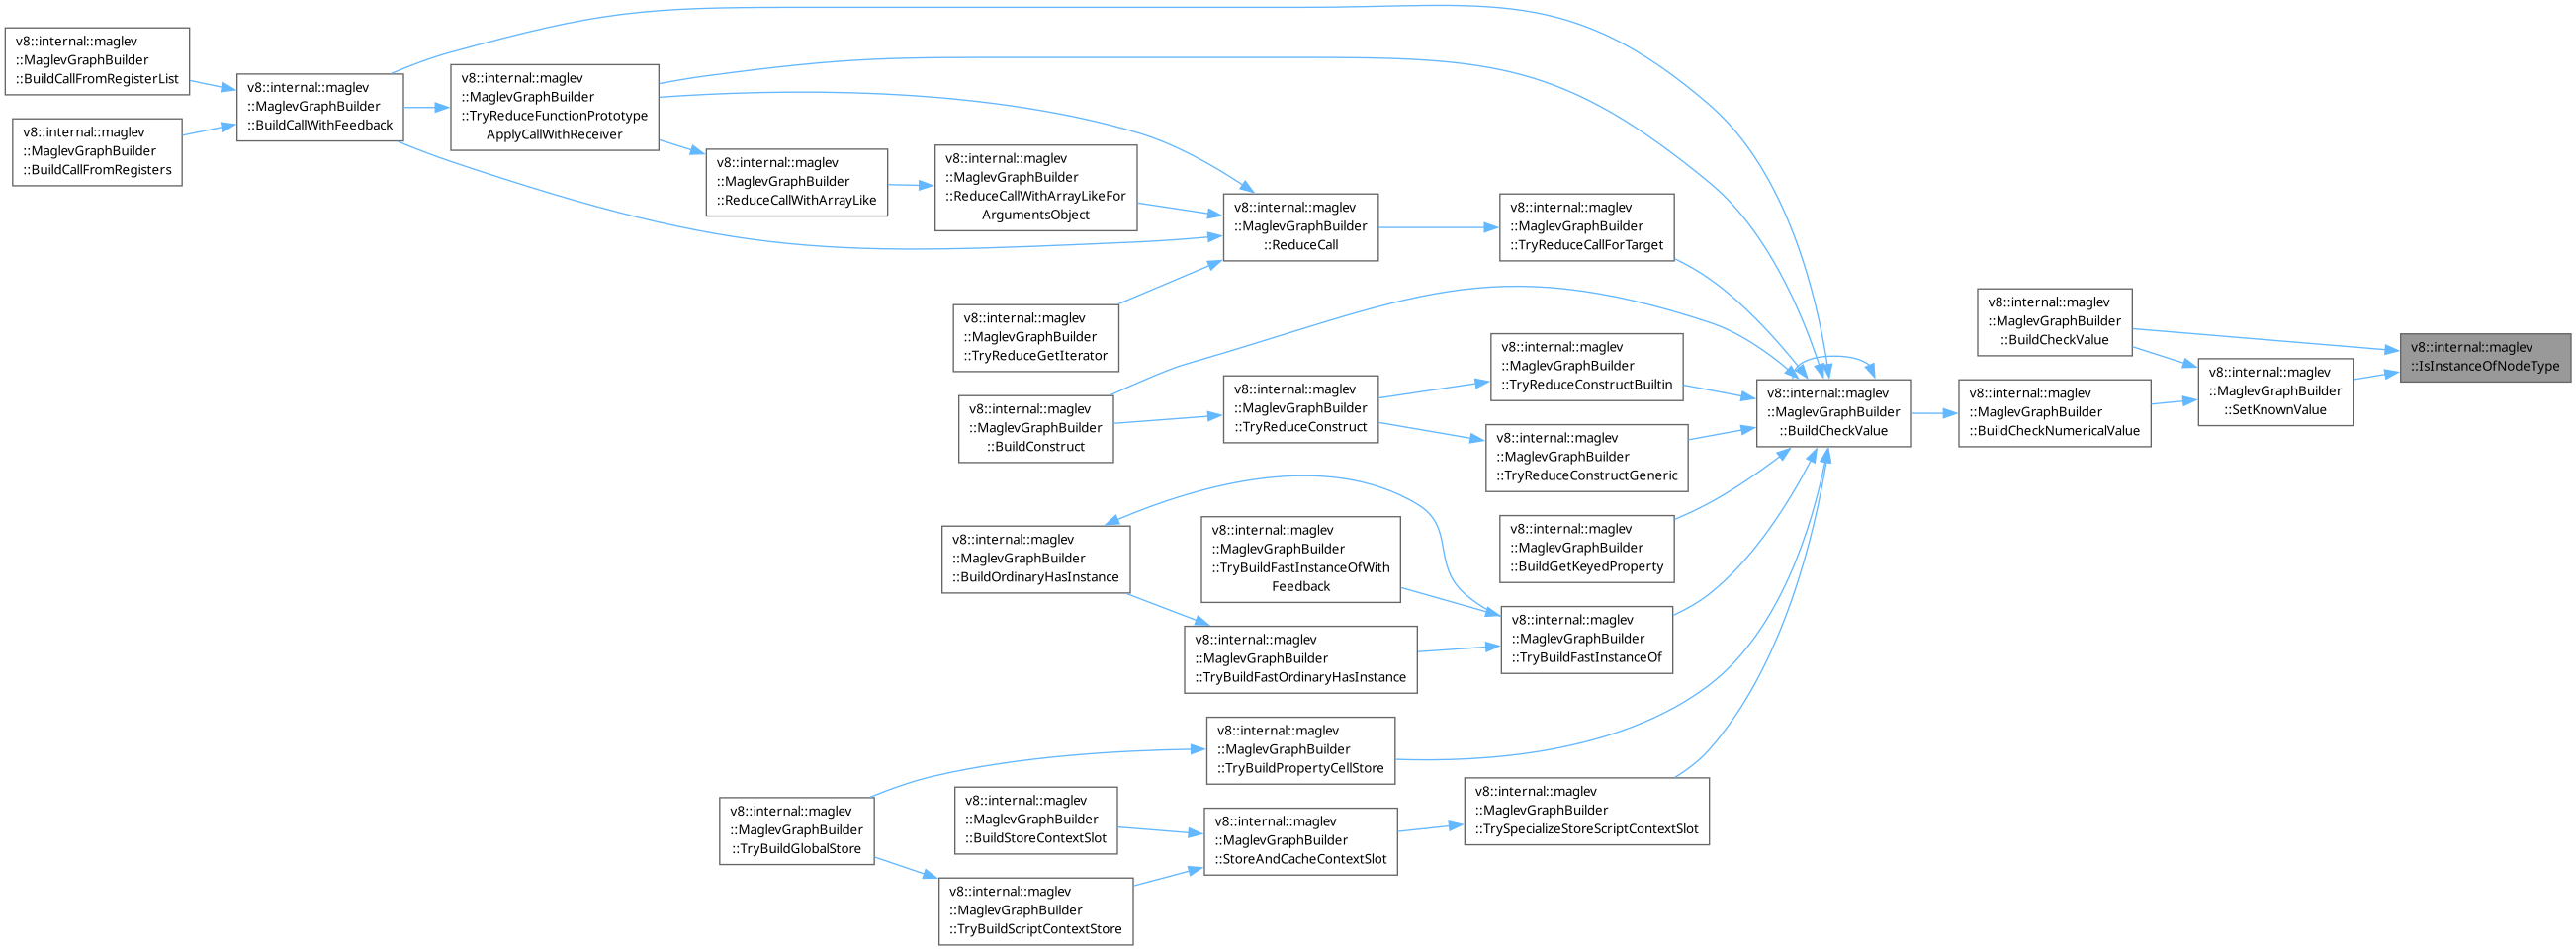 v8::internal::maglev
::MaglevGraphBuilder
::BuildCallFromRegisterList
v8::internal::maglev
::MaglevGraphBuilder
::BuildCallFromRegisters
v8::internal::maglev
::MaglevGraphBuilder
::BuildCallWithFeedback
v8::internal::maglev
::MaglevGraphBuilder
::TryReduceFunctionPrototype
ApplyCallWithReceiver
v8::internal::maglev
::MaglevGraphBuilder
::ReduceCallWithArrayLike
v8::internal::maglev
::MaglevGraphBuilder
::ReduceCallWithArrayLikeFor
ArgumentsObject
v8::internal::maglev
::MaglevGraphBuilder
::ReduceCall
v8::internal::maglev
::MaglevGraphBuilder
::TryReduceCallForTarget
v8::internal::maglev
::MaglevGraphBuilder
::TryReduceGetIterator
v8::internal::maglev
::MaglevGraphBuilder
::BuildConstruct
v8::internal::maglev
::MaglevGraphBuilder
::TryReduceConstruct
v8::internal::maglev
::MaglevGraphBuilder
::TryReduceConstructBuiltin
v8::internal::maglev
::MaglevGraphBuilder
::TryReduceConstructGeneric
v8::internal::maglev
::MaglevGraphBuilder
::BuildCheckValue
v8::internal::maglev
::MaglevGraphBuilder
::BuildCheckValue
v8::internal::maglev
::MaglevGraphBuilder
::BuildCheckNumericalValue
v8::internal::maglev
::MaglevGraphBuilder
::SetKnownValue
v8::internal::maglev
::IsInstanceOfNodeType
v8::internal::maglev
::MaglevGraphBuilder
::BuildGetKeyedProperty
v8::internal::maglev
::MaglevGraphBuilder
::BuildOrdinaryHasInstance
v8::internal::maglev
::MaglevGraphBuilder
::TryBuildFastInstanceOfWith
Feedback
v8::internal::maglev
::MaglevGraphBuilder
::TryBuildFastOrdinaryHasInstance
v8::internal::maglev
::MaglevGraphBuilder
::TryBuildFastInstanceOf
v8::internal::maglev
::MaglevGraphBuilder
::TryBuildPropertyCellStore
v8::internal::maglev
::MaglevGraphBuilder
::TrySpecializeStoreScriptContextSlot
v8::internal::maglev
::MaglevGraphBuilder
::TryBuildGlobalStore
v8::internal::maglev
::MaglevGraphBuilder
::BuildStoreContextSlot
v8::internal::maglev
::MaglevGraphBuilder
::StoreAndCacheContextSlot
v8::internal::maglev
::MaglevGraphBuilder
::TryBuildScriptContextStore